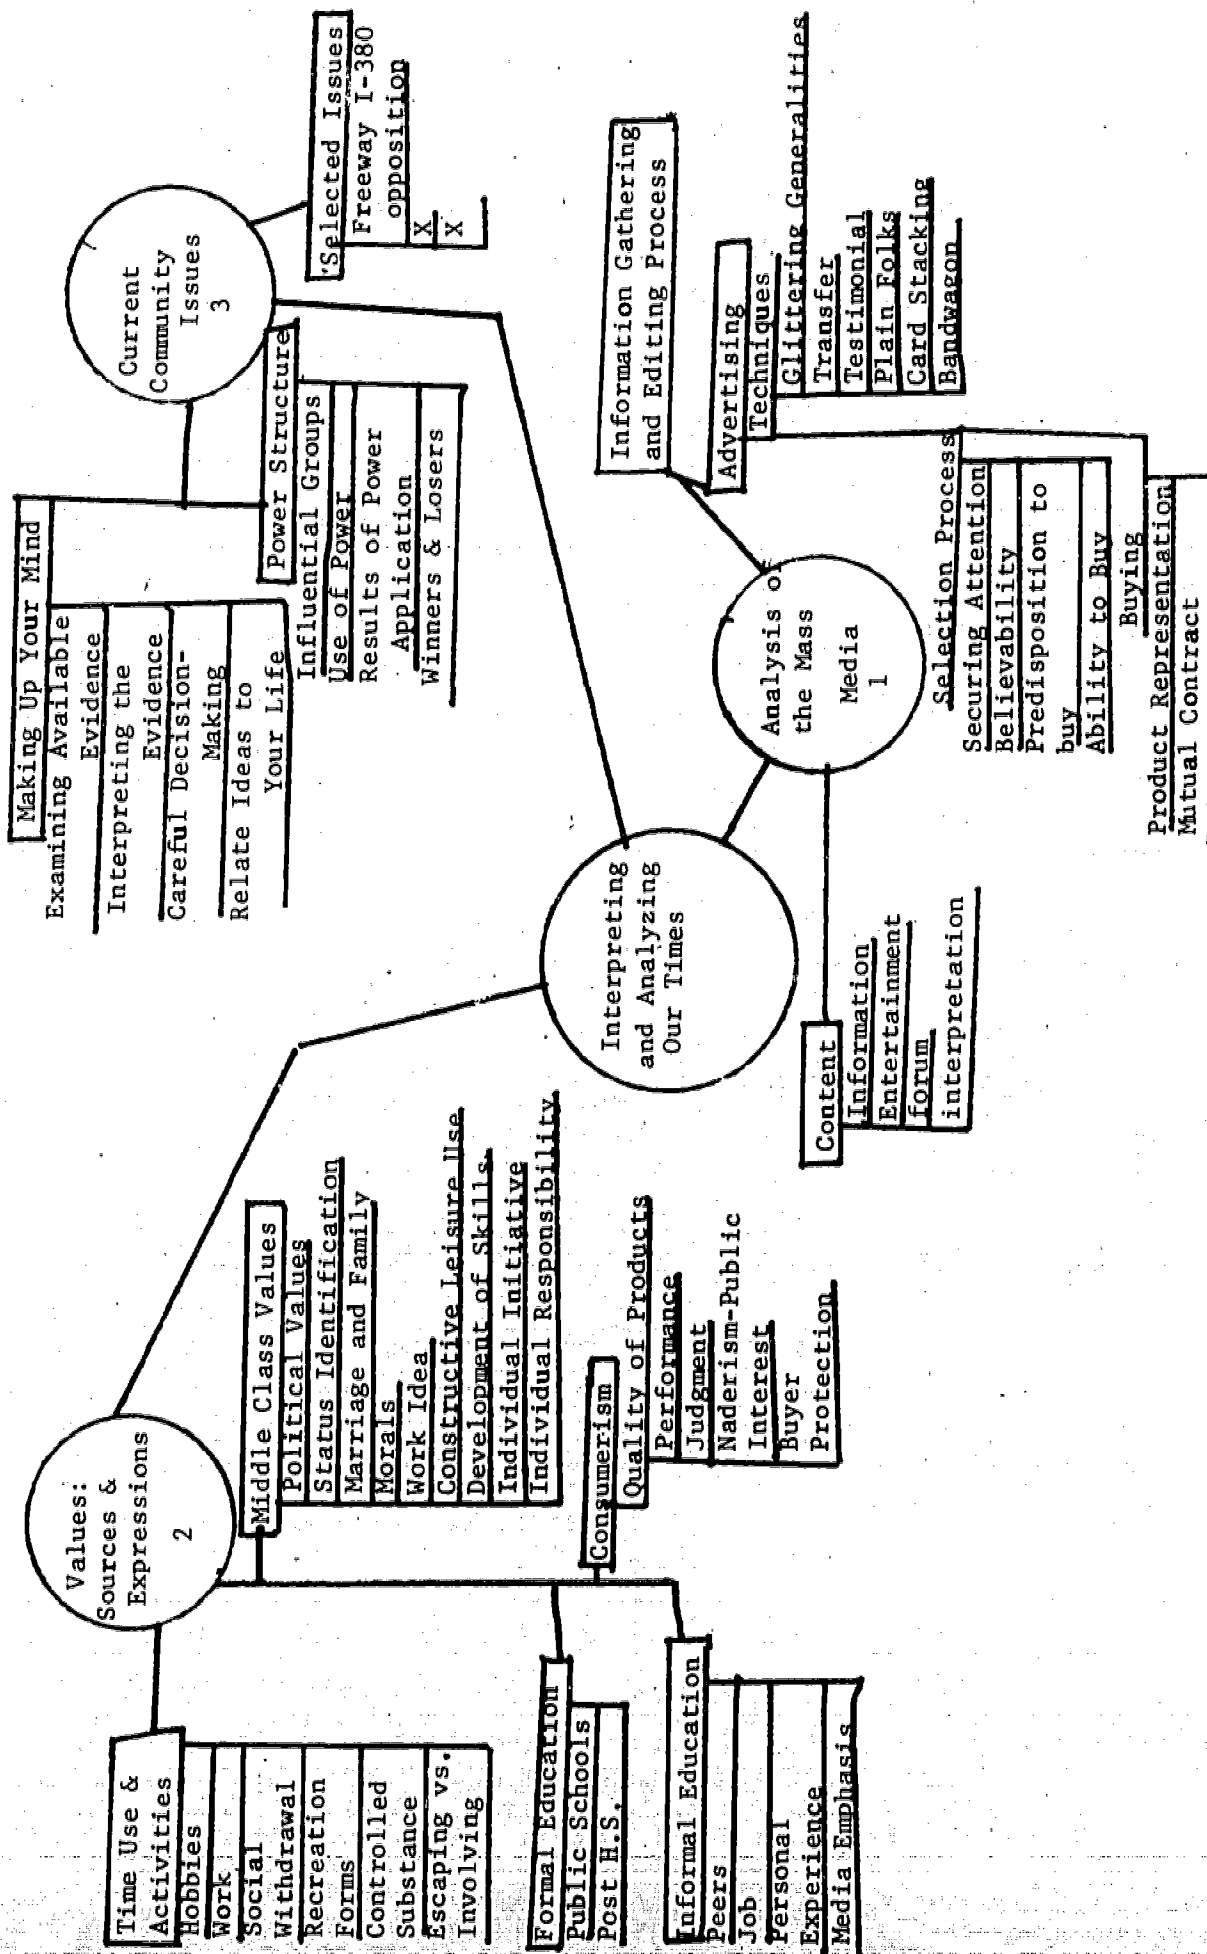 Values:
Sources &
Expressions
2
Time Use &
Activities
Hobbies
Work
Social
Withdrawal
Recreation
Forms
Controlled
Substance
Escaping vs.
Involving
Formal Education
Public Schools
Post H.S.
Informal Education
Peers
Job
Personal
Experience
Media Emphasis
Middle Class Values
Political Values
Status Identification
Marriage and Family
Morals
Work Idea
Constructive Leisure Use
Development of Skills
Individual Initiative
Individual Responsibility
Consumerism
Quality of Products
Performance
Judgment
Naderism-Public
Interest
Buyer
Protection
Interpreting
and Analyzing
Our Times
Content
Information
Entertainment
forum
interpretation
Analysis of
the Mass
Media
1
Information Gathering
and Editing Process
Advertising
Techniques
Glittering Generalities
Transfer
Testimonial
Plain Folks
Card Stacking
Bandwagon
Selection Process
Securing Attention
Believability
Predisposition to
buy
Ability to Buy
Buying
Product Representation
Mutual Contract
Current
Community
Issues
3
Making Up Your Mind
Examining Available
Evidence
Interpreting the
Evidence
Careful Decision-
Making
Relate Ideas to
Your Life
Power Structure
Influential Groups
Use of Power
Results of Power
Application
Winners & Losers
'Selected Issues
Freeway I-380
opposition
X
X